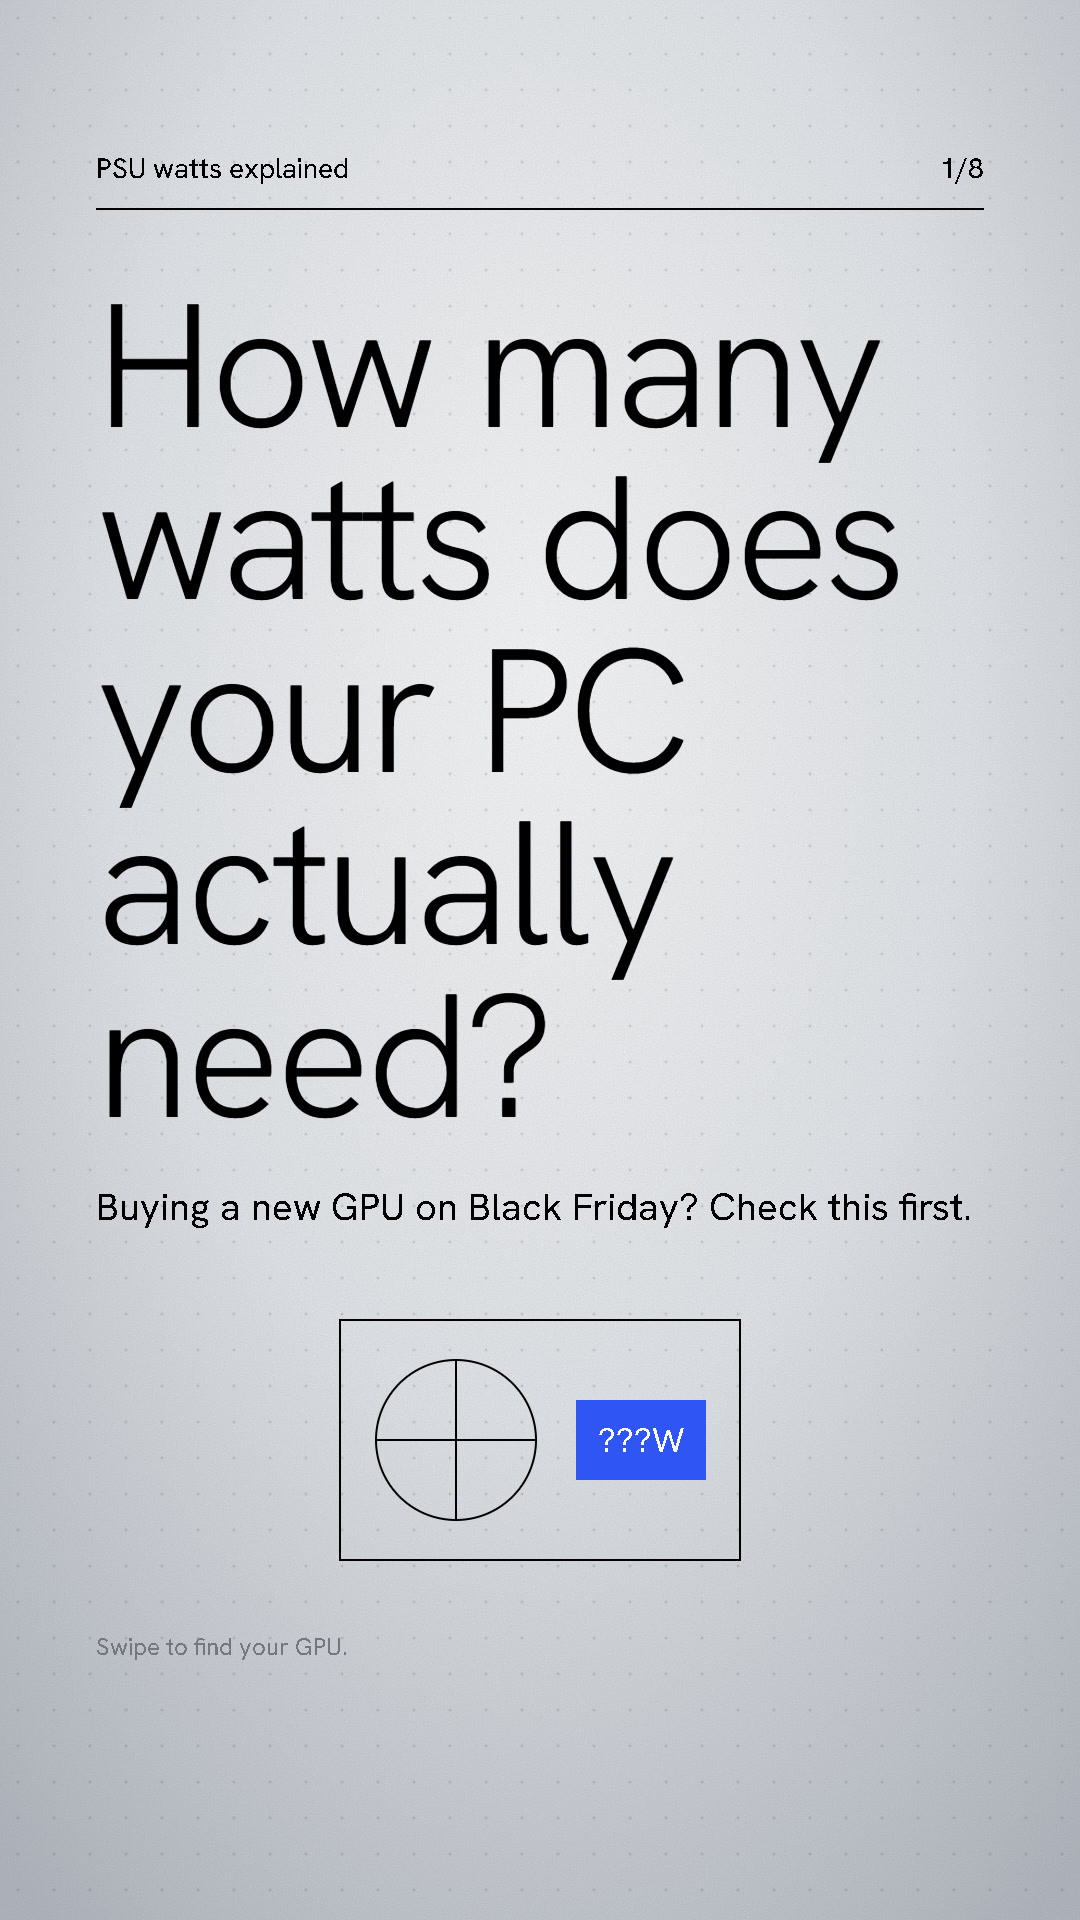 PSU watts explained
1/8
How many
watts does
your PC
actually
need?
Buying a new GPU on Black Friday? Check this first.
???W
Swipe to find your GPU.